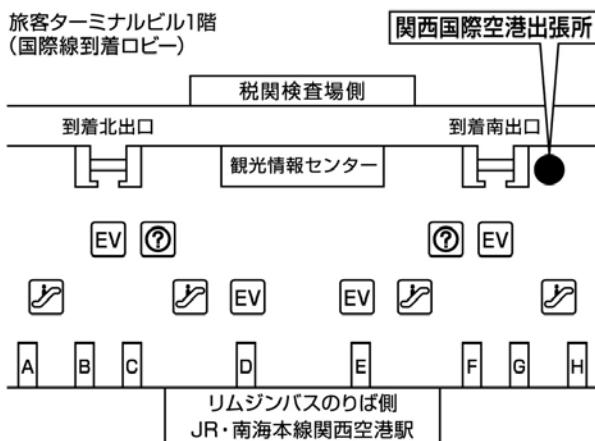 旅客ターミナルビル1階
(国際線到着ロビー)
関西国際空港出張所
税関検査場側
到着北出口
到着南出口
観光情報センター
EV
?
?
EV
EV
EV
A
B
C
D
E
F
G
H
リムジンバスのりば側
JR・南海本線関西空港駅